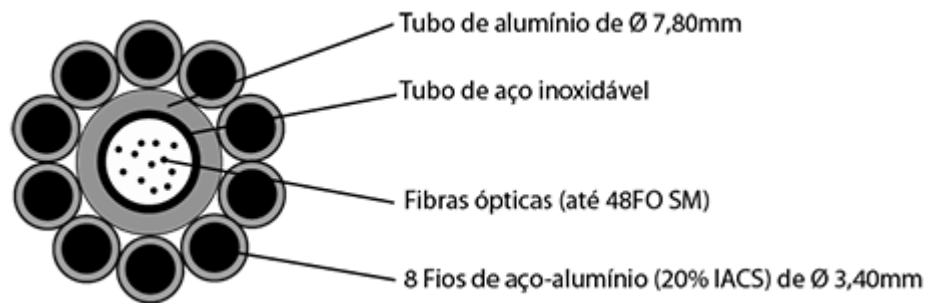 Tubo de alumínio de Ø 7,80mm
Tubo de aço inoxidável
Fibras ópticas (até 48FO SM)
8 Fios de aço-alumínio (20% IACS) de Ø 3,40mm